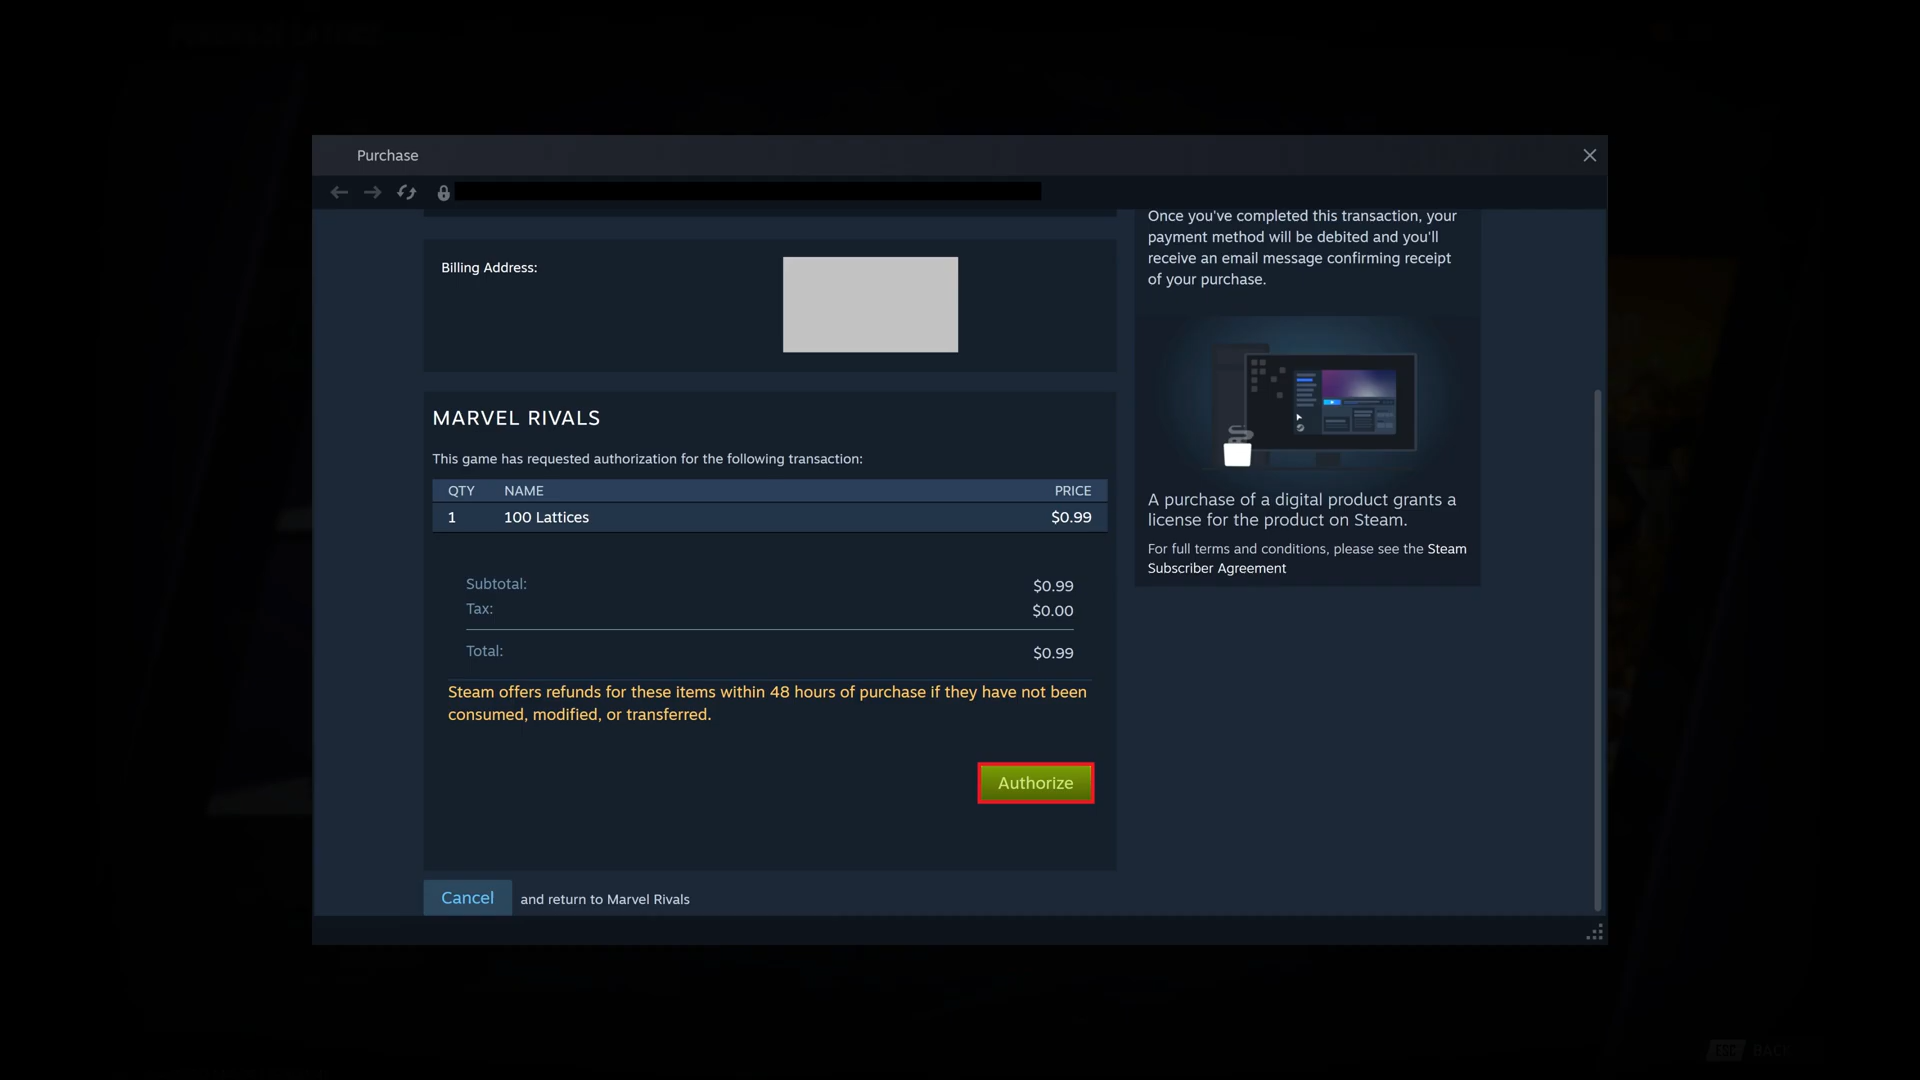 Purchase
Once you've completed this transaction, your
payment method will be debited and you'll
receive an email message confirming receipt
of your purchase.
Billing Address:
MARVEL RIVALS
This game has requested authorization for the following transaction:
QTY NAME PRICE
1 100 Lattices $0.99
Subtotal: $0.99
Tax: $0.00
Total: $0.99
Steam offers refunds for these items within 48 hours of purchase if they have not been
consumed, modified, or transferred.
Authorize
Cancel and return to Marvel Rivals
A purchase of a digital product grants a
license for the product on Steam.
For full terms and conditions, please see the Steam
Subscriber Agreement
ESC BACK